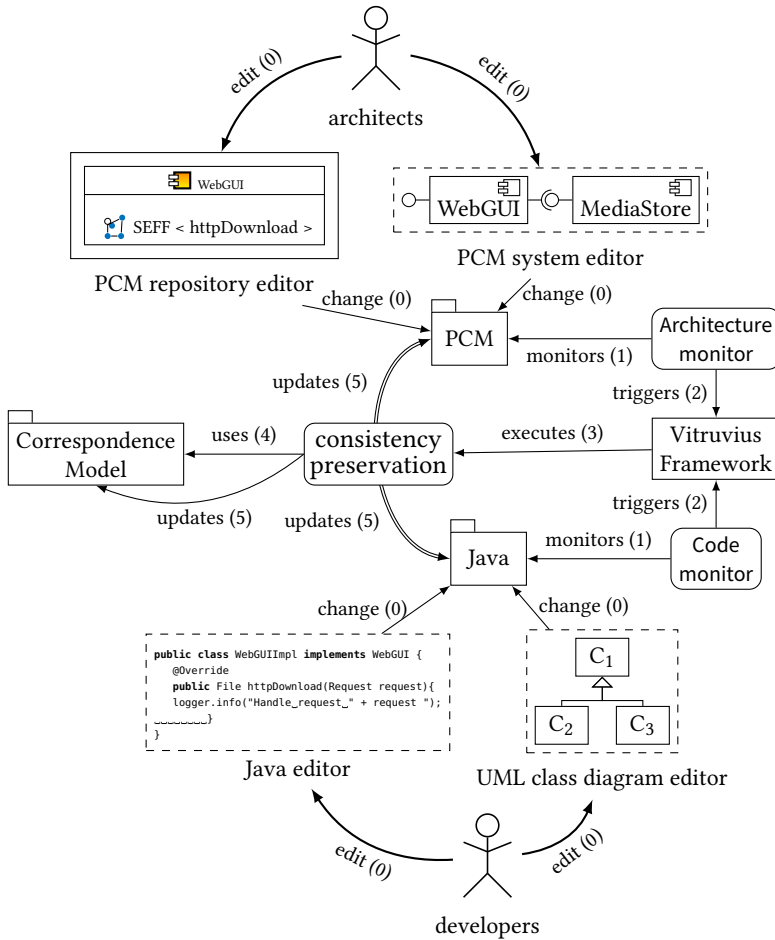 edit (0)
edit (0)
architects
WebGUI
SEFF < httpDownload >
WebGUI
MediaStore
PCM repository editor
PCM system editor
change (0)
change (0)
PCM
monitors (1)
Architecture
monitor
updates (5)
triggers (2)
Correspondence
Model
uses (4)
consistency
preservation
executes (3)
Vitruvius
Framework
updates (5)
updates (5)
triggers (2)
Java
monitors (1)
Code
monitor
change (0)
change (0)
public class WebGUIImpl implements WebGUI {
@Override
public File httpDownload(Request request){
logger.info("Handle␣request␣" + request ");
␣␣␣␣␣␣␣␣}
}
C1
C2
C3
Java editor
UML class diagram editor
edit (0)
edit (0)
developers